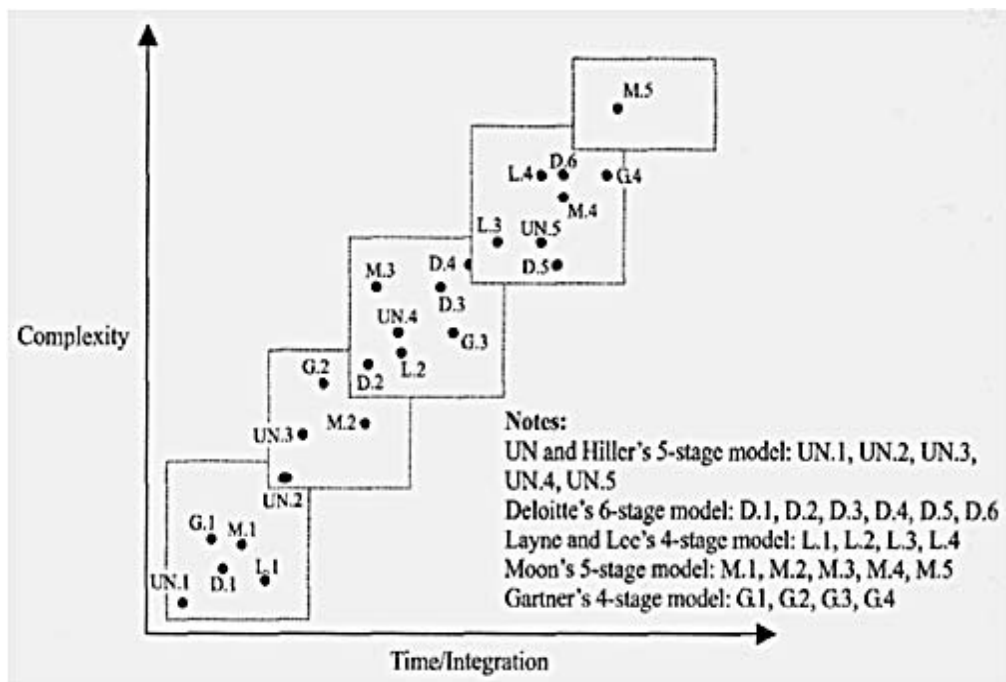 M.5
L.4
D.6
G.4
M.4
L.3
UN.5
D.5
M.3
D.4
D.3
UN.4
G.3
L.2
D.2
Complexity
G.2
M.2
UN.3
UN.2
G.1
M.1
L.1
UN.1
D.1
Notes:
UN and Hiller's 5-stage model: UN.1, UN.2, UN.3,
UN.4, UN.5
Deloitte's 6-stage model: D.1, D.2, D.3, D.4, D.5, D.6
Layne and Lee's 4-stage model: L.1, L.2, L.3, L.4
Moon's 5-stage model: M.1, M.2, M.3, M.4, M.5
Gartner's 4-stage model: G.1, G.2, G.3, G.4
Time/Integration